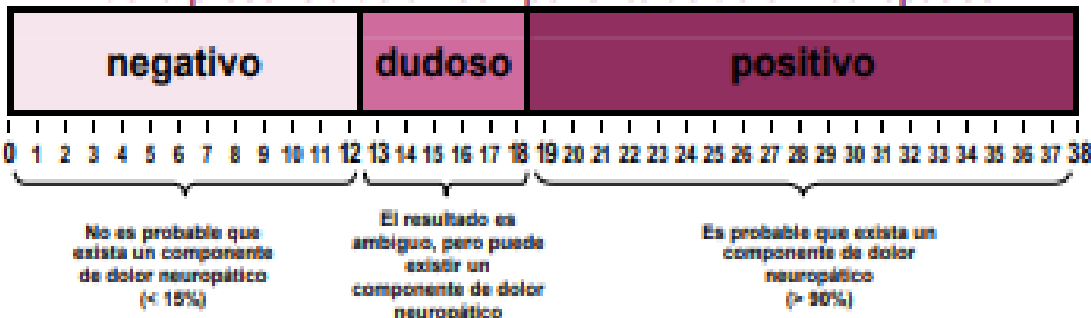 negativo dudoso positivo
0 1 2 3 4 5 6 7 8 9 10 11 12 13 14 15 16 17 18 19 20 21 22 23 24 25 26 27 28 29 30 31 32 33 34 35 36 37 38
No es probable que
exista un componente
de dolor neuropático
(< 15%)
El resultado es
ambiguo, pero puede
existir un
componente de dolor
neuropático
Es probable que exista un
componente de dolor
neuropático
(> 90%)